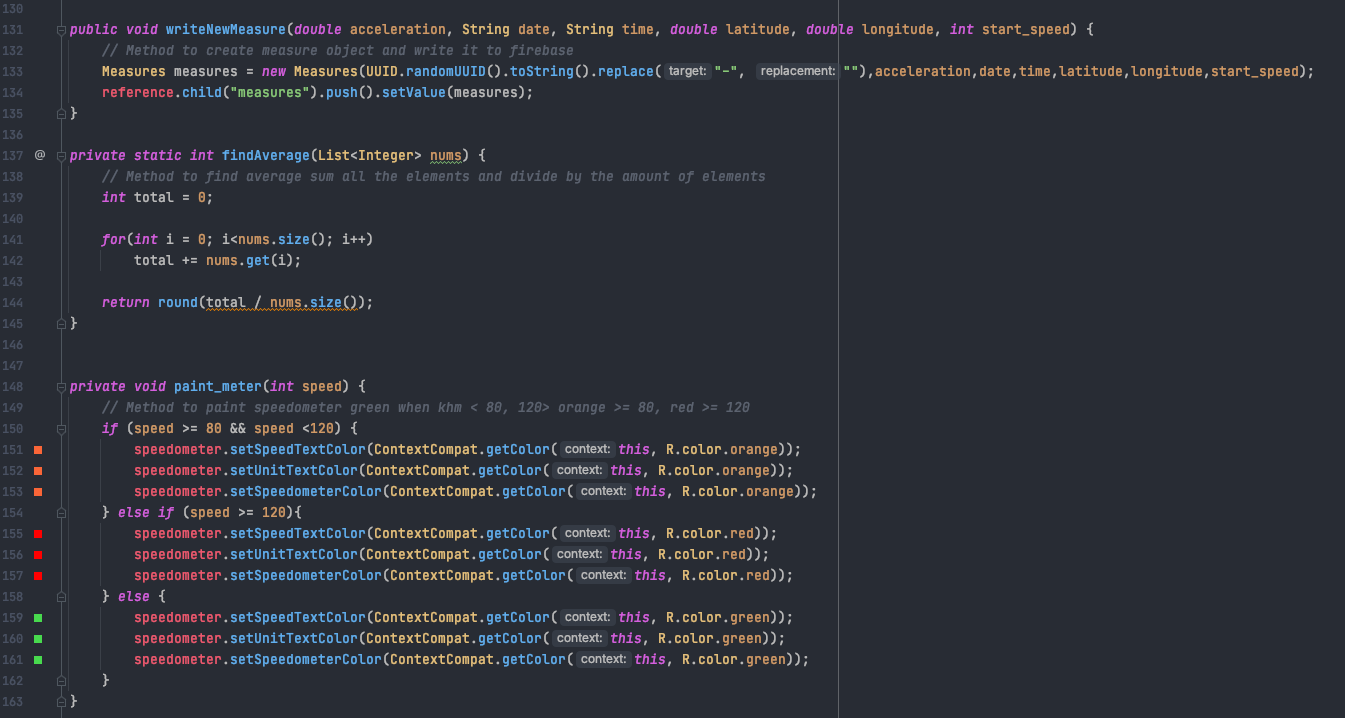 130
131 public void writeNewMeasure(double acceleration, String date, String time, double latitude, double longitude, int start_speed) {
132 // Method to create measure object and write it to firebase
133 Measures measures = new Measures(UUID.randomUUID().toString().replace( target: "-", replacement: ""),acceleration,date,time,latitude,longitude,start_speed);
134 reference.child("measures").push().setValue(measures);
135 }
136
137 @ private static int findAverage(List<Integer> nums) {
138 // Method to find average sum all the elements and divide by the amount of elements
139 int total = 0;
140
141 for(int i = 0; i<nums.size(); i++)
142 total += nums.get(i);
143
144 return round(total / nums.size());
145 }
146
147
148 private void paint_meter(int speed) {
149 // Method to paint speedometer green when khm < 80, 120> orange >= 80, red >= 120
150 if (speed >= 80 && speed <120) {
151 speedometer.setSpeedTextColor(ContextCompat.getColor( context: this, R.color.orange));
152 speedometer.setUnitTextColor(ContextCompat.getColor( context: this, R.color.orange));
153 speedometer.setSpeedometerColor(ContextCompat.getColor( context: this, R.color.orange));
154 } else if (speed >= 120){
155 speedometer.setSpeedTextColor(ContextCompat.getColor( context: this, R.color.red));
156 speedometer.setUnitTextColor(ContextCompat.getColor( context: this, R.color.red));
157 speedometer.setSpeedometerColor(ContextCompat.getColor( context: this, R.color.red));
158 } else {
159 speedometer.setSpeedTextColor(ContextCompat.getColor( context: this, R.color.green));
160 speedometer.setUnitTextColor(ContextCompat.getColor( context: this, R.color.green));
161 speedometer.setSpeedometerColor(ContextCompat.getColor( context: this, R.color.green));
162 }
163 }